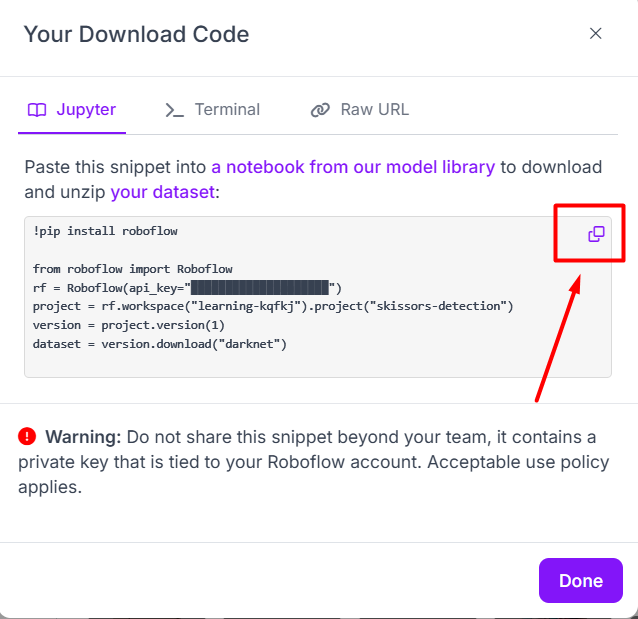 Your Download Code
Jupyter
Terminal
Raw URL
Paste this snippet into a notebook from our model library to download
and unzip your dataset:
!pip install roboflow
from roboflow import Roboflow
rf = Roboflow(api_key="")
project = rf.workspace("learning-kqfkj").project("skissors-detection")
version = project.version(1)
dataset = version.download("darknet")
Warning: Do not share this snippet beyond your team, it contains a
private key that is tied to your Roboflow account. Acceptable use policy
applies.
Done